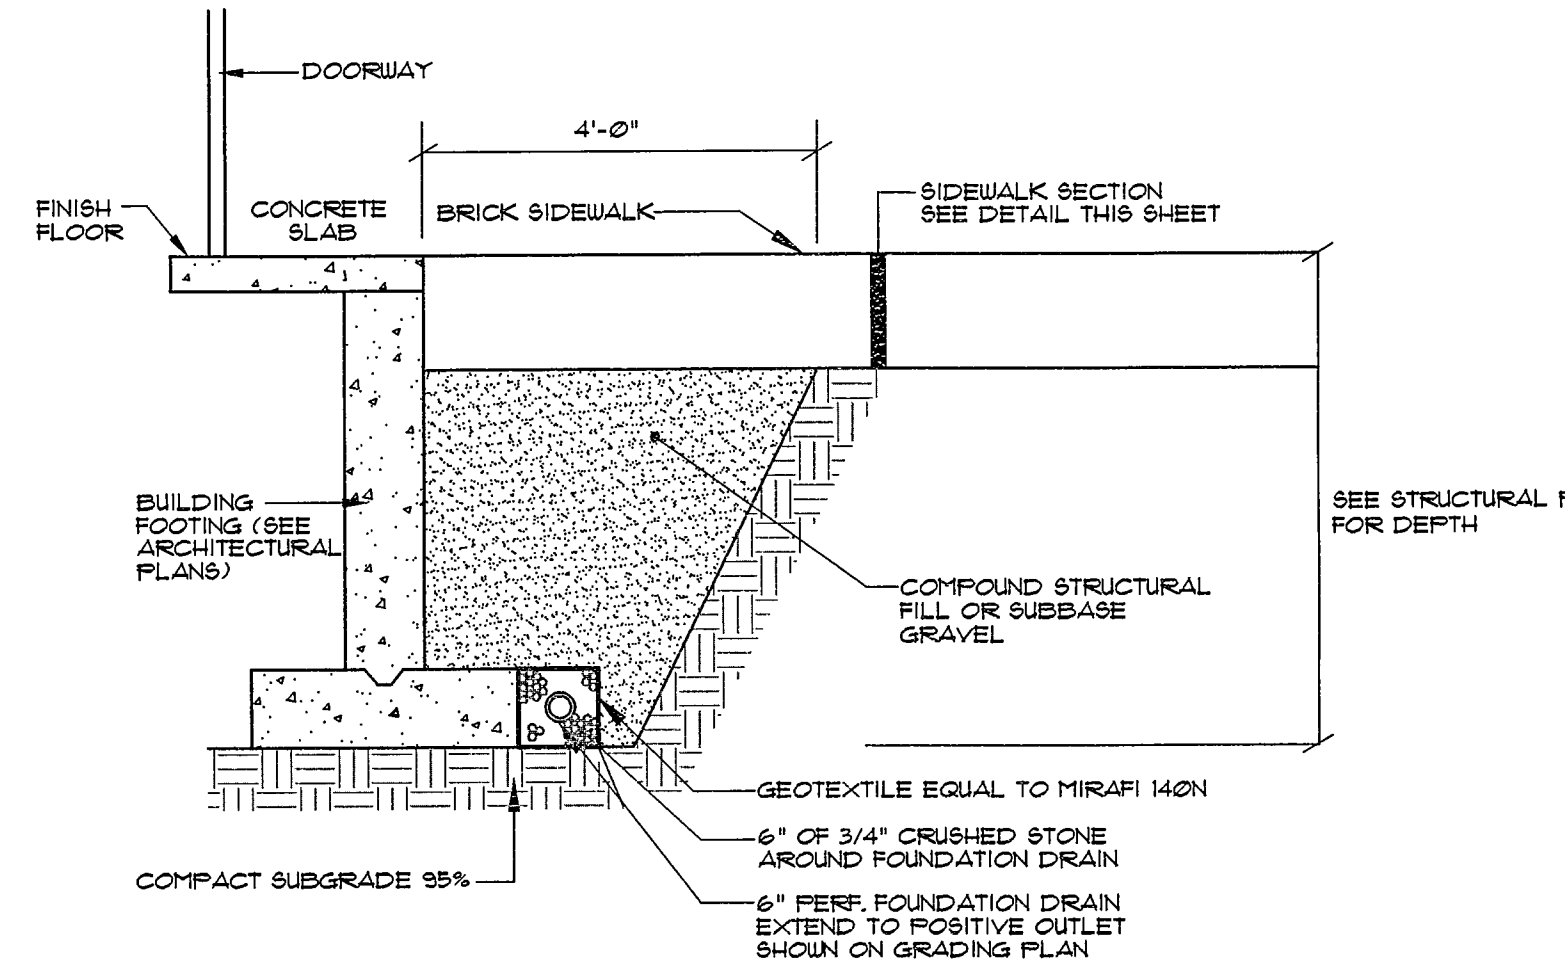 DOORWAY
4'-0"
FINISH
FLOOR
CONCRETE
SLAB
BRICK SIDEWALK
SIDEWALK SECTION
SEE DETAIL THIS SHEET
BUILDING
FOOTING (SEE
ARCHITECTURAL
PLANS)
SEE STRUCTURAL
FOR DEPTH
COMPOUND STRUCTURAL
FILL OR SUBBASE
GRAVEL
GEOTEXTILE EQUAL TO MIRAFI 140N
6" OF 3/4" CRUSHED STONE
AROUND FOUNDATION DRAIN
COMPACT SUBGRADE 95%
6" PERF. FOUNDATION DRAIN
EXTEND TO POSITIVE OUTLET
SHOWN ON GRADING PLAN